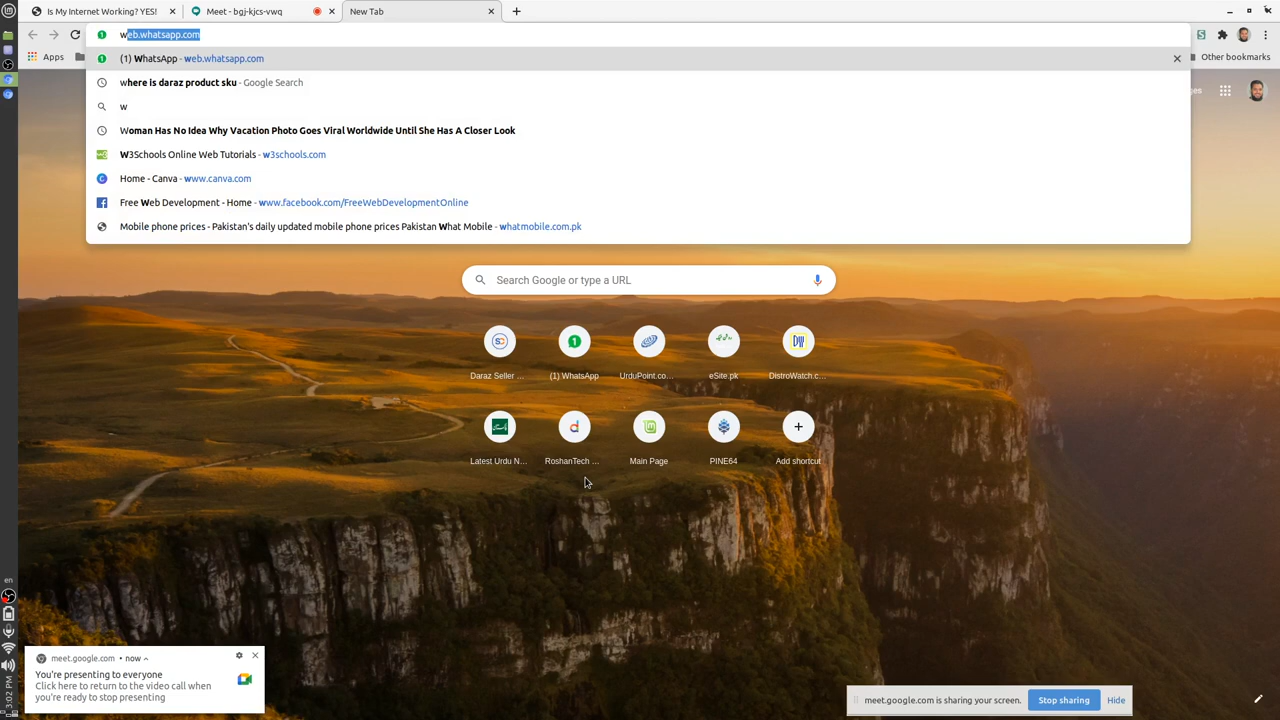 Is My Internet Working? YES!
Meet - bgj-kjcs-vwq
New Tab
web.whatsapp.com
Apps
Other bookmarks
(1) WhatsApp - web.whatsapp.com
where is daraz product sku - Google Search
w
Woman Has No Idea Why Vacation Photo Goes Viral Worldwide Until She Has A Closer Look
W3Schools Online Web Tutorials - w3schools.com
Home - Canva - www.canva.com
Free Web Development - Home - www.facebook.com/FreeWebDevelopmentOnline
Mobile phone prices - Pakistan's daily updated mobile phone prices Pakistan What Mobile - whatmobile.com.pk
ges
Search Google or type a URL
Daraz Seller ...
(1) WhatsApp
UrduPoint.co...
eSite.pk
DistroWatch.c...
Latest Urdu N...
RoshanTech ...
Main Page
PINE64
Add shortcut
en
3:02 PM
meet.google.com • now
You're presenting to everyone
Click here to return to the video call when
you're ready to stop presenting
meet.google.com is sharing your screen.
Stop sharing
Hide